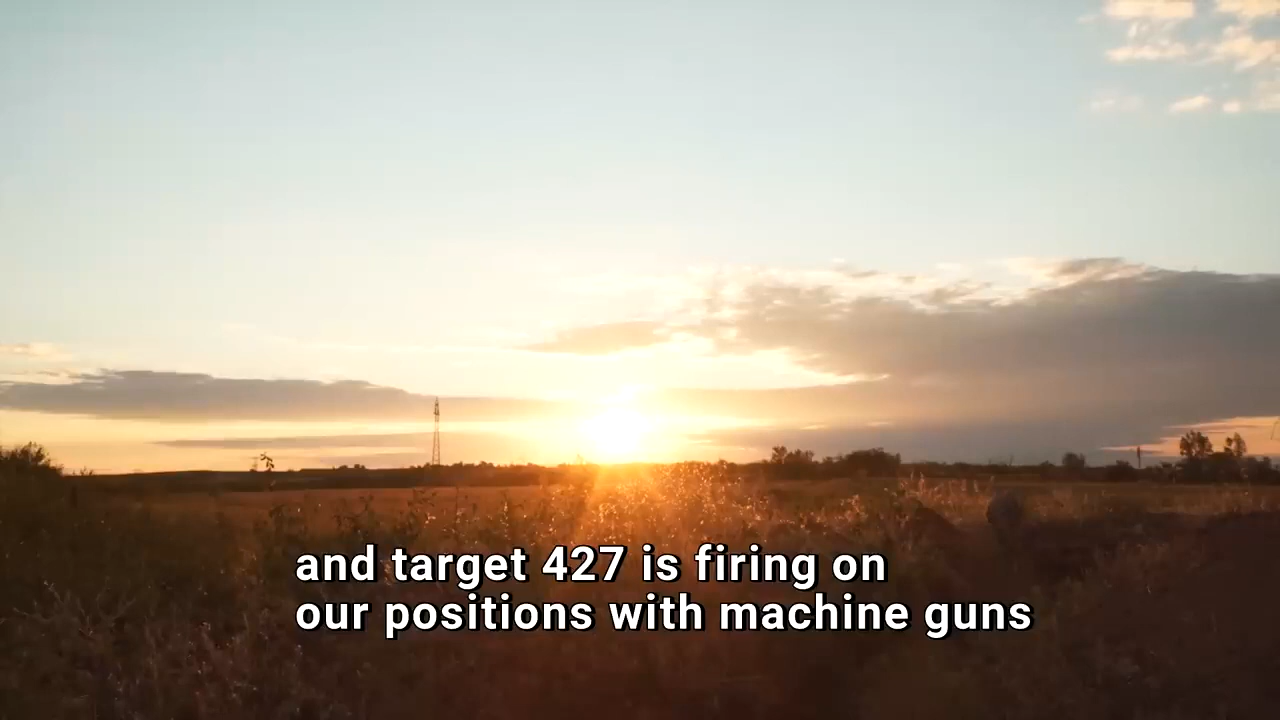 and target 427 is firing on
our positions with machine guns